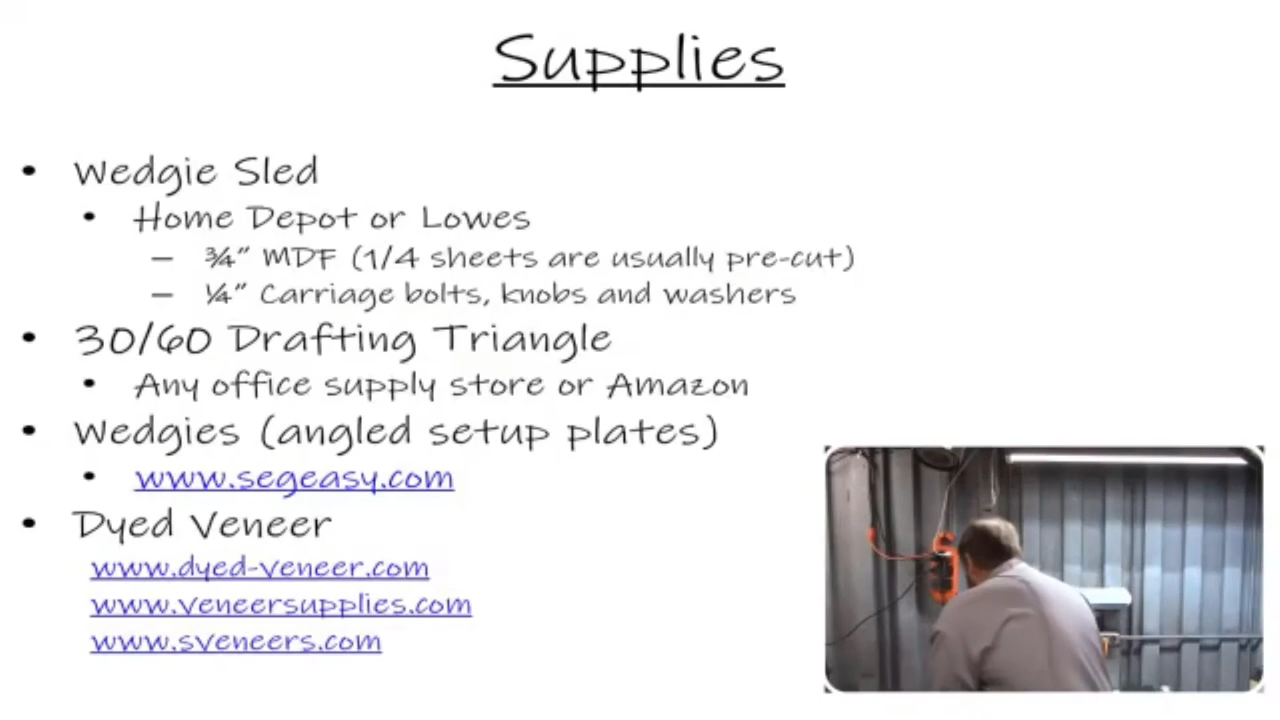 Supplies
• Wedgie Sled
• Home Depot or Lowes
– ¾” MDF (1/4 sheets are usually pre-cut)
– ¼” Carriage bolts, knobs and washers
• 30/60 Drafting Triangle
• Any office supply store or Amazon
• Wedgies (angled setup plates)
• www.segeasy.com
• Dyed Veneer
www.dyed-veneer.com
www.veneersupplies.com
www.sveneers.com